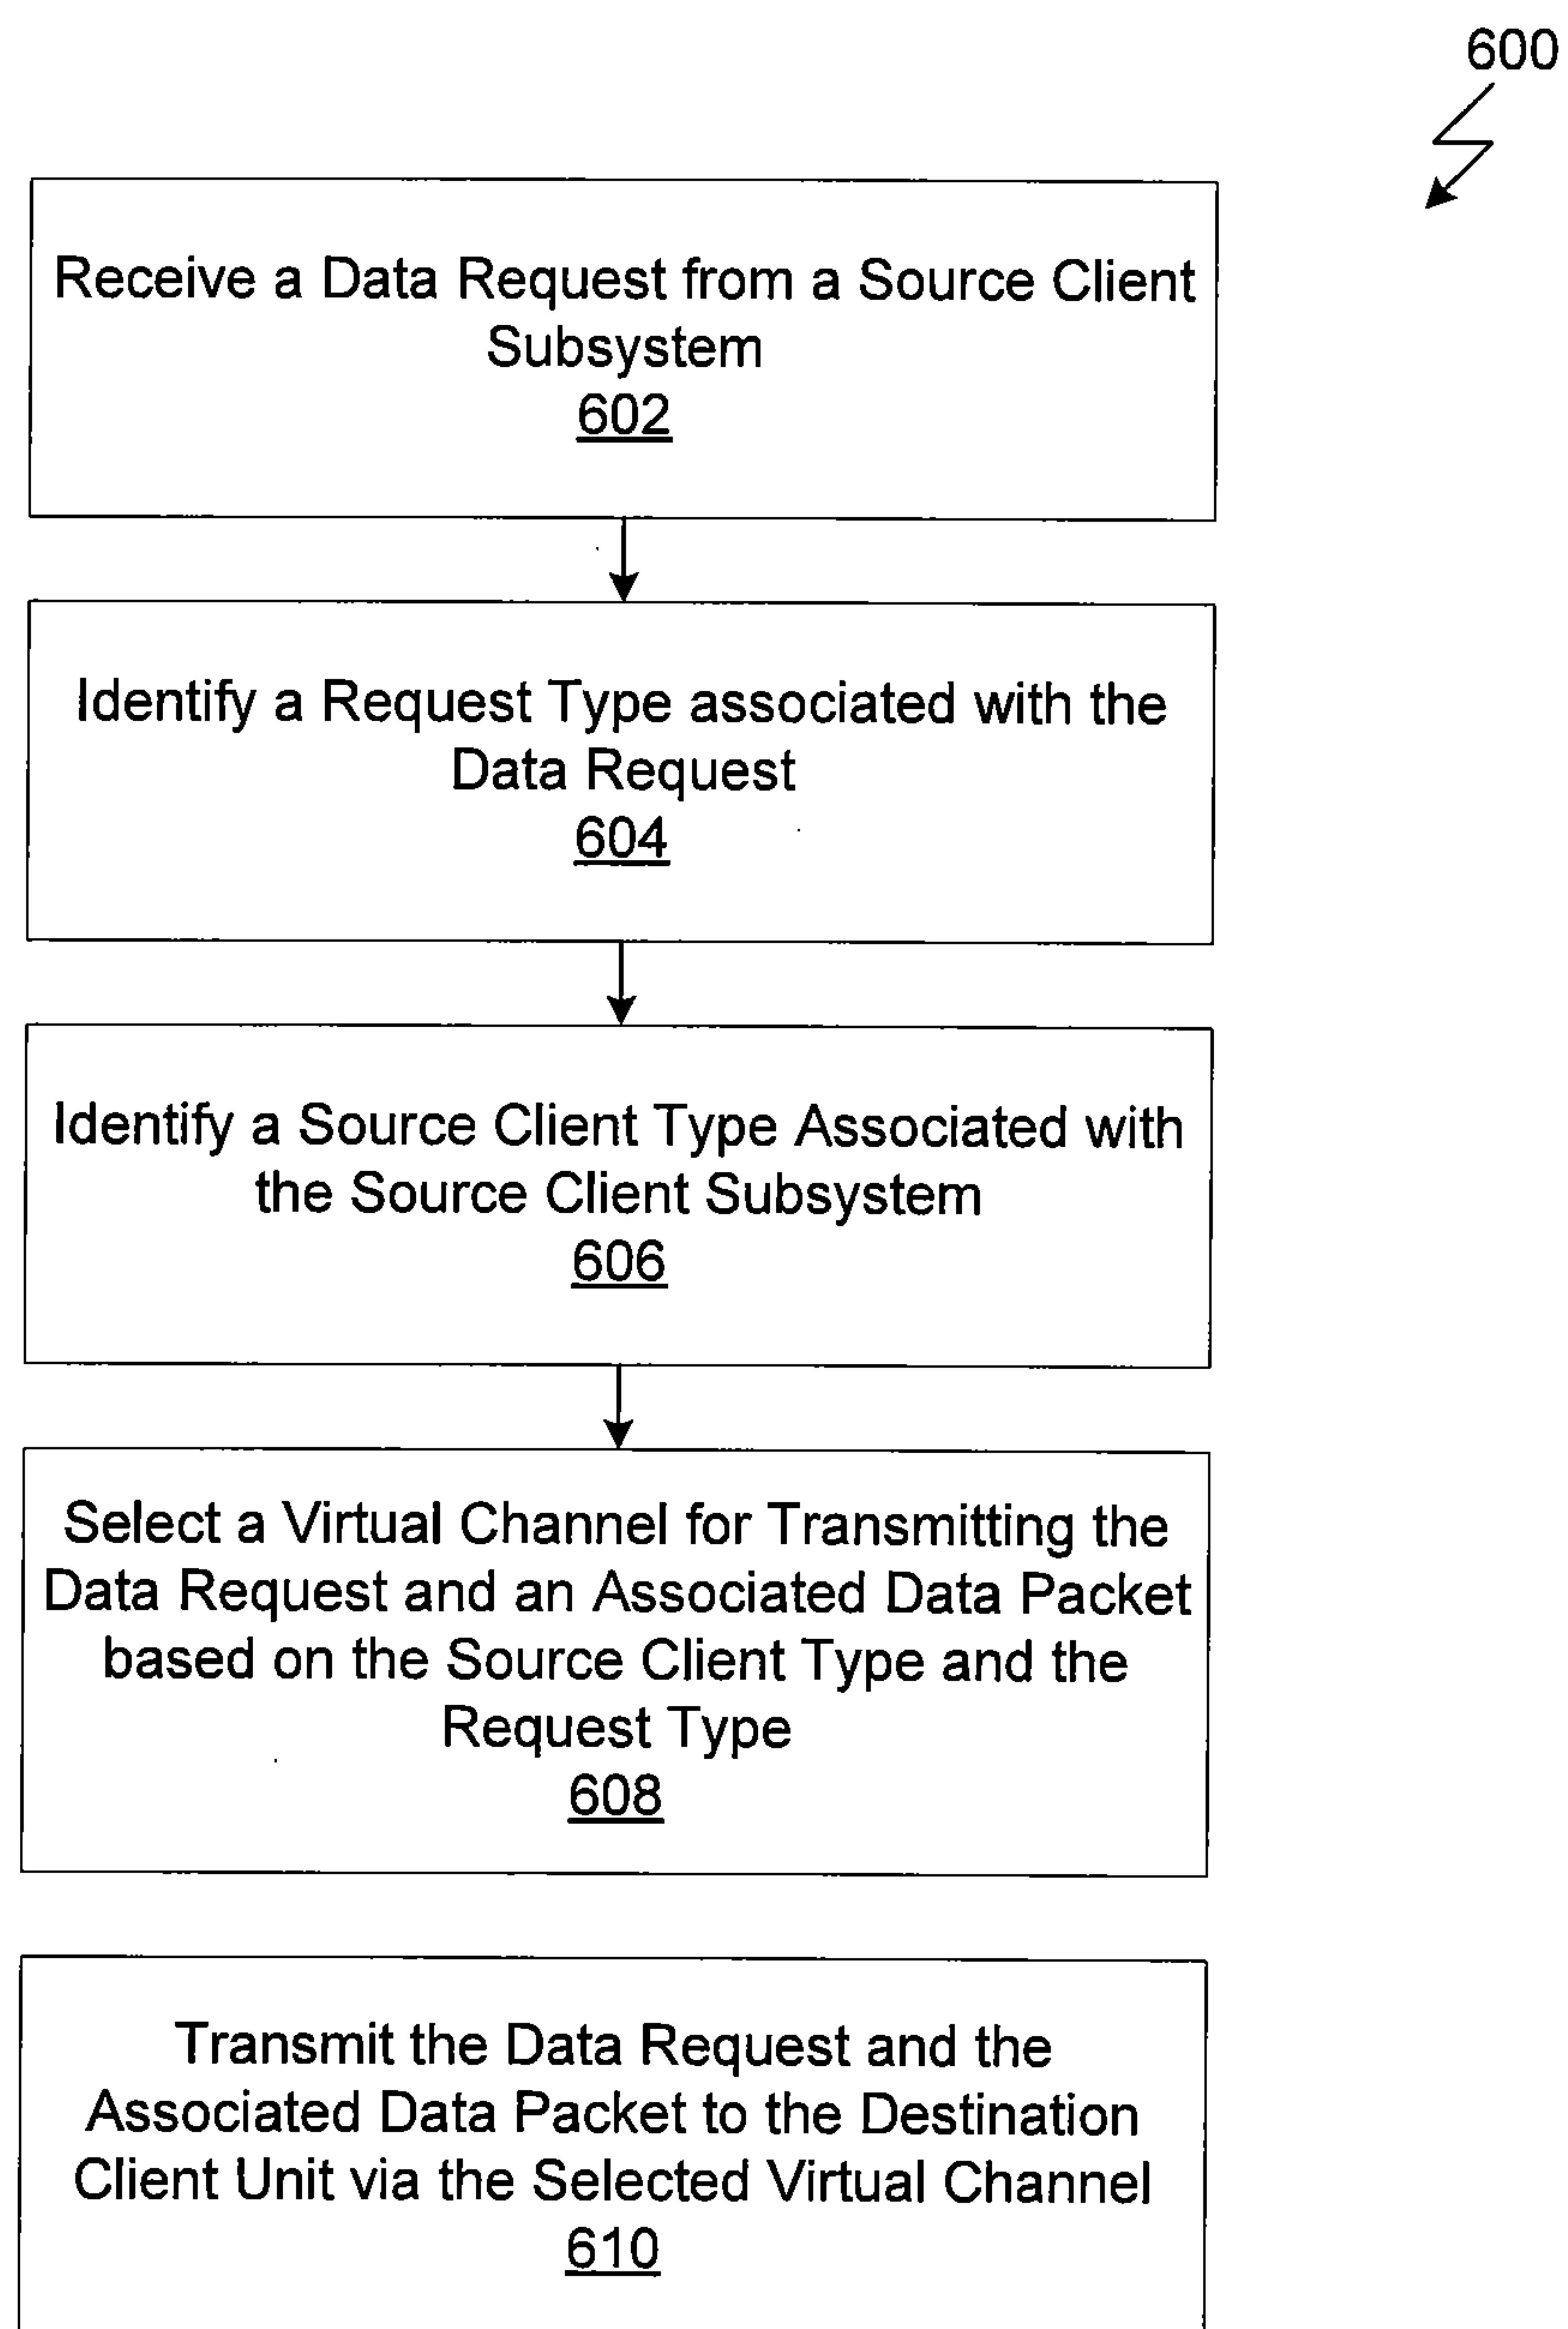 600
Receive a Data Request from a Source Client
Subsystem
602
Identify a Request Type associated with the
Data Request
604
Identify a Source Client Type Associated with
the Source Client Subsystem
606
Select a Virtual Channel for Transmitting the
Data Request and an Associated Data Packet
based on the Source Client Type and the
Request Type
608
Transmit the Data Request and the
Associated Data Packet to the Destination
Client Unit via the Selected Virtual Channel
610